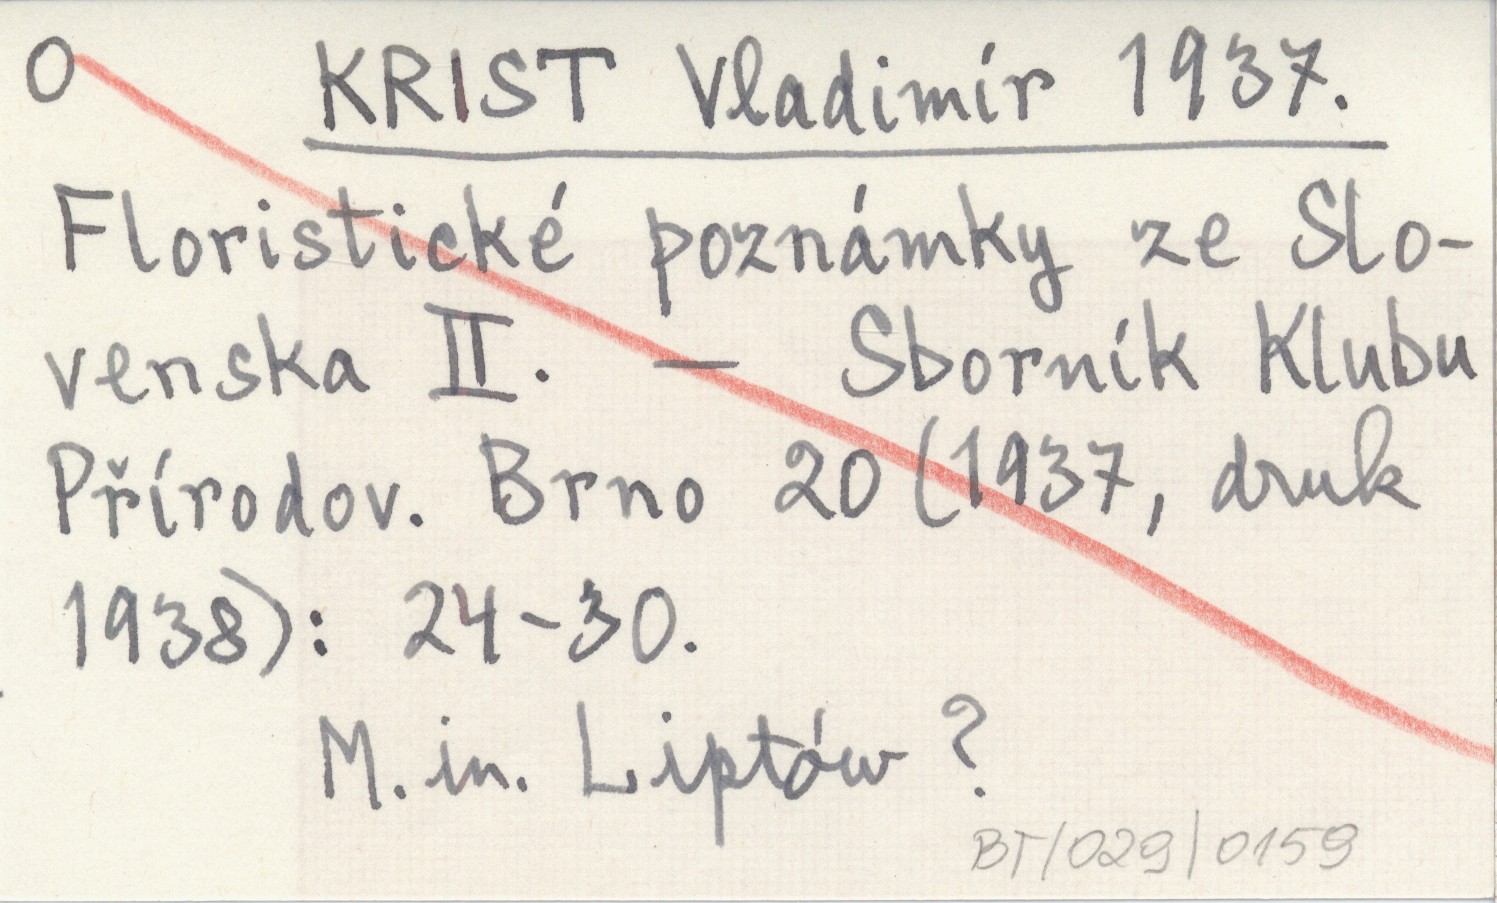 O KRIST Vladimír 1937.
Floristické poznámky ze Slo-
venska II. — Sborník Klubu
Přírodov. Brno 20 (1937, druk
1938): 24-30.
M. in. Liptów ?
BT/029/0159